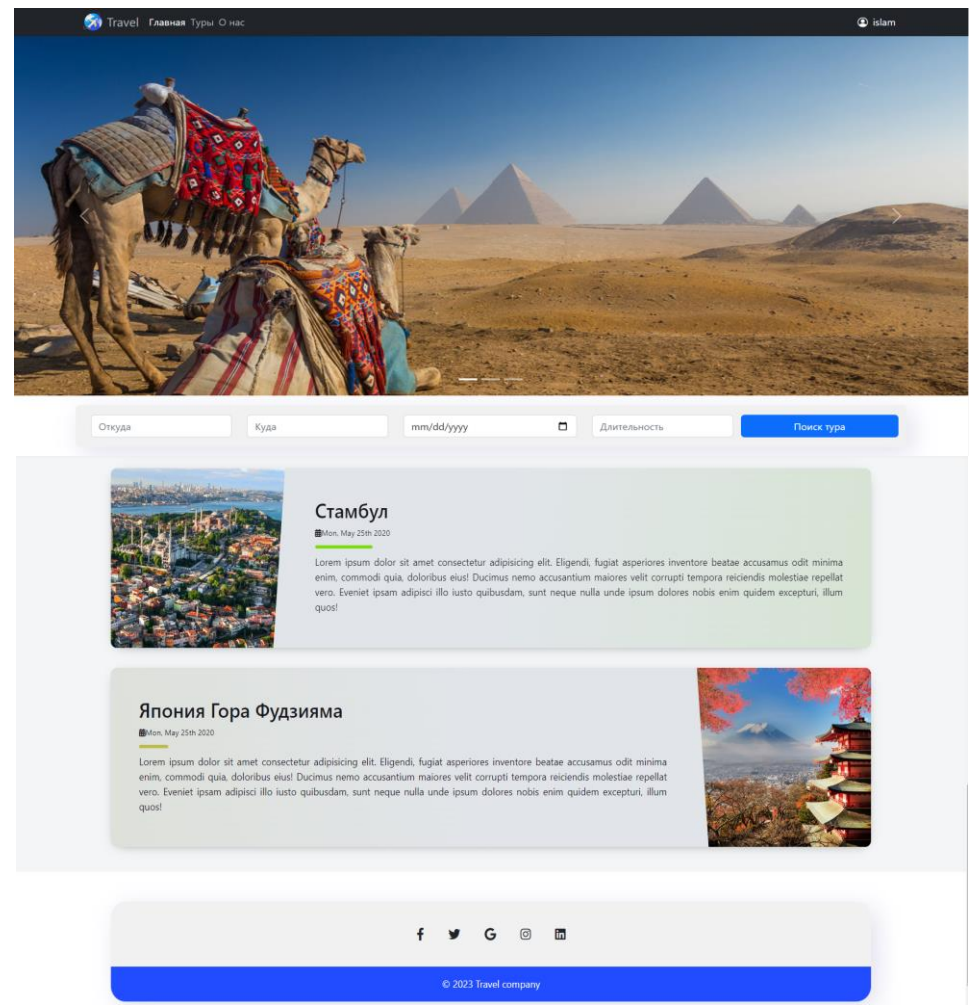 Travel Главная Туры О нас islam
Откуда Куда mm/dd/yyyy Длительность Поиск тура
Стамбул
Mon, May 25th 2020
Lorem ipsum dolor sit amet consectetur adipisicing elit. Eligendi, fugiat asperiores inventore beatae accusamus odit minima
enim, commodi quia, doloribus eius! Ducimus nemo accusantium maiores velit corrupti tempora reiciendis molestiae repellat
vero. Eveniet ipsam adipisci illo iusto quibusdam, sunt neque nulla unde ipsum dolores nobis enim quidem excepturi, illum
quos!
Япония Гора Фудзияма
Mon, May 25th 2020
Lorem ipsum dolor sit amet consectetur adipisicing elit. Eligendi, fugiat asperiores inventore beatae accusamus odit minima
enim, commodi quia, doloribus eius! Ducimus nemo accusantium maiores velit corrupti tempora reiciendis molestiae repellat
vero. Eveniet ipsam adipisci illo iusto quibusdam, sunt neque nulla unde ipsum dolores nobis enim quidem excepturi, illum
quos!
© 2023 Travel company